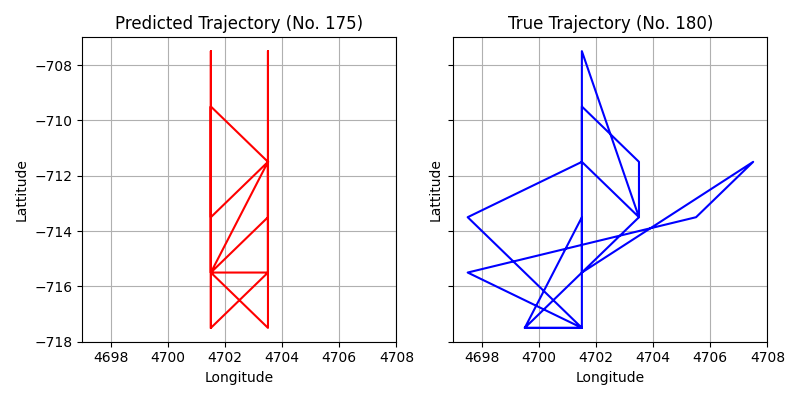 Predicted Trajectory (No. 175)
True Trajectory (No. 180)
Lattitude
−708
−710
−712
−714
−716
−718
4698 4700 4702 4704 4706 4708
Longitude
Lattitude
4698 4700 4702 4704 4706 4708
Longitude